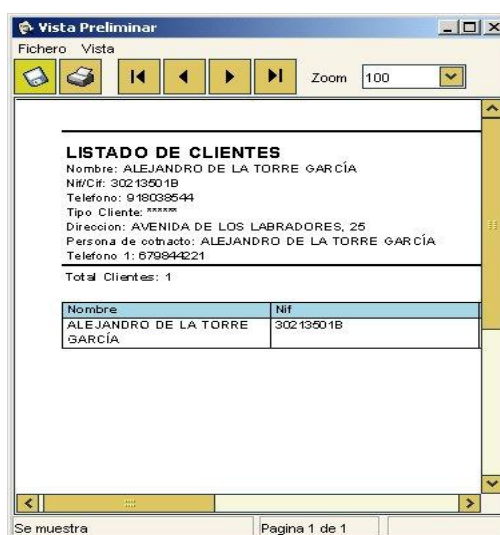 Vista Preliminar
Fichero Vista
Zoom 100
LISTADO DE CLIENTES
Nombre: ALEJANDRO DE LA TORRE GARCÍA
Nif/Cif: 30213501B
Telefono: 918038544
Tipo Cliente: ******
Direccion: AVENIDA DE LOS LABRADORES, 25
Persona de cotnacto: ALEJANDRO DE LA TORRE GARCÍA
Telefono 1: 679844221
Total Clientes: 1
Nombre Nif
ALEJANDRO DE LA TORRE 30213501B
GARCÍA
Se muestra Pagina 1 de 1